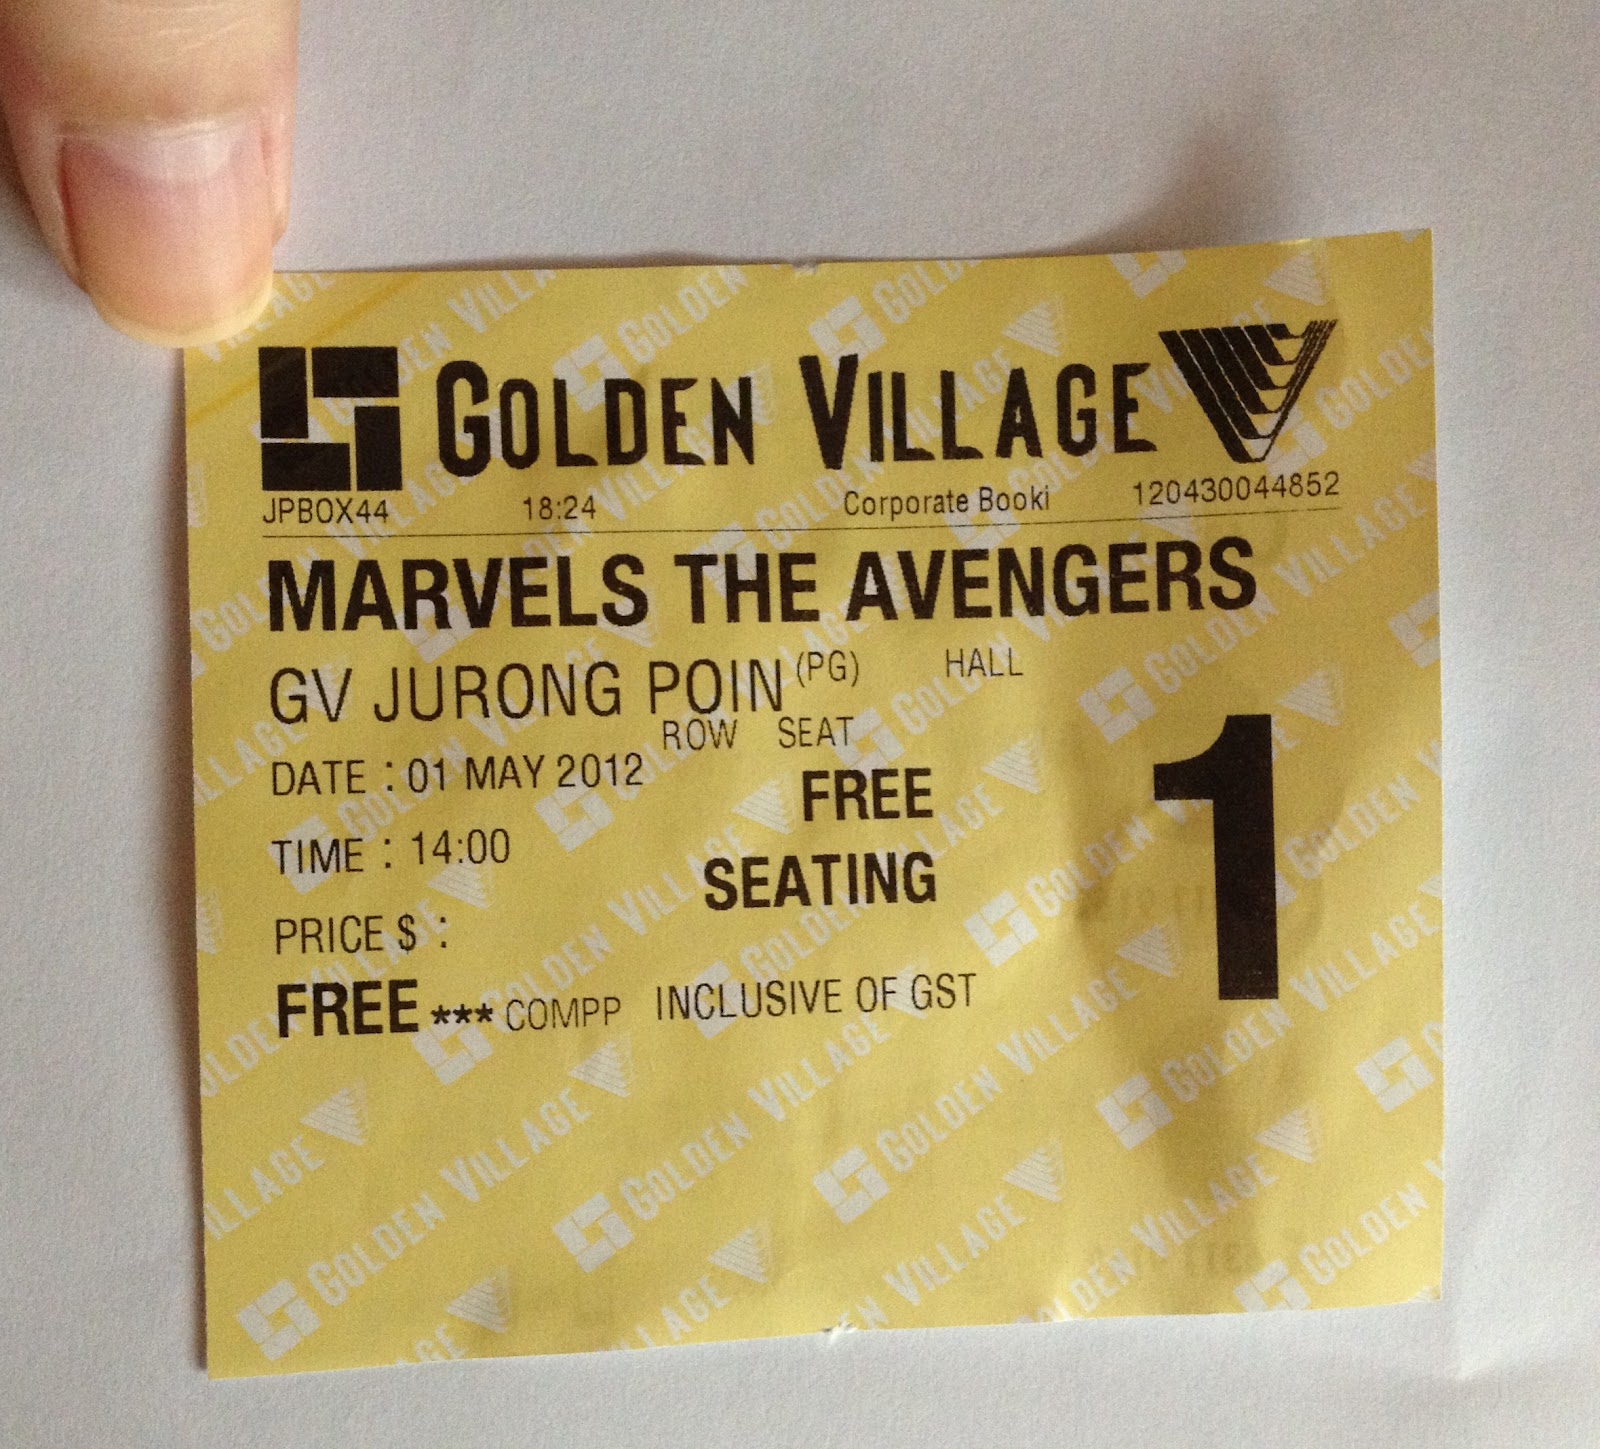 GOLDEN VILLAGE
JPBOX44 18:24 Corporate Booki 120430044852
MARVELS THE AVENGERS
GV JURONG POIN (PG) HALL
ROW SEAT
DATE : 01 MAY 2012
FREE
1
TIME : 14:00
SEATING
PRICE $ :
FREE *** COMPP INCLUSIVE OF GST